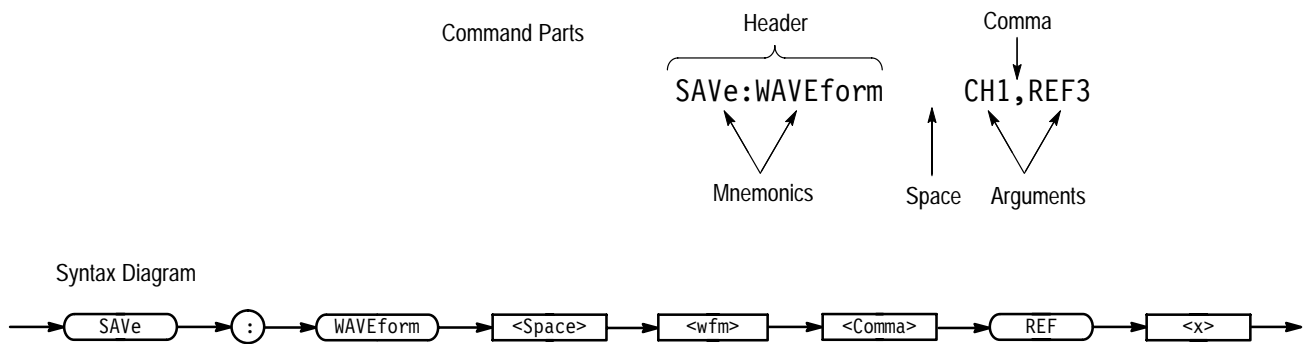 Command Parts
Header
Comma
SAVe:WAVEform CH1,REF3
Mnemonics
Space
Arguments
Syntax Diagram
SAVe : WAVEform <Space> <wfm> <Comma> REF <x>